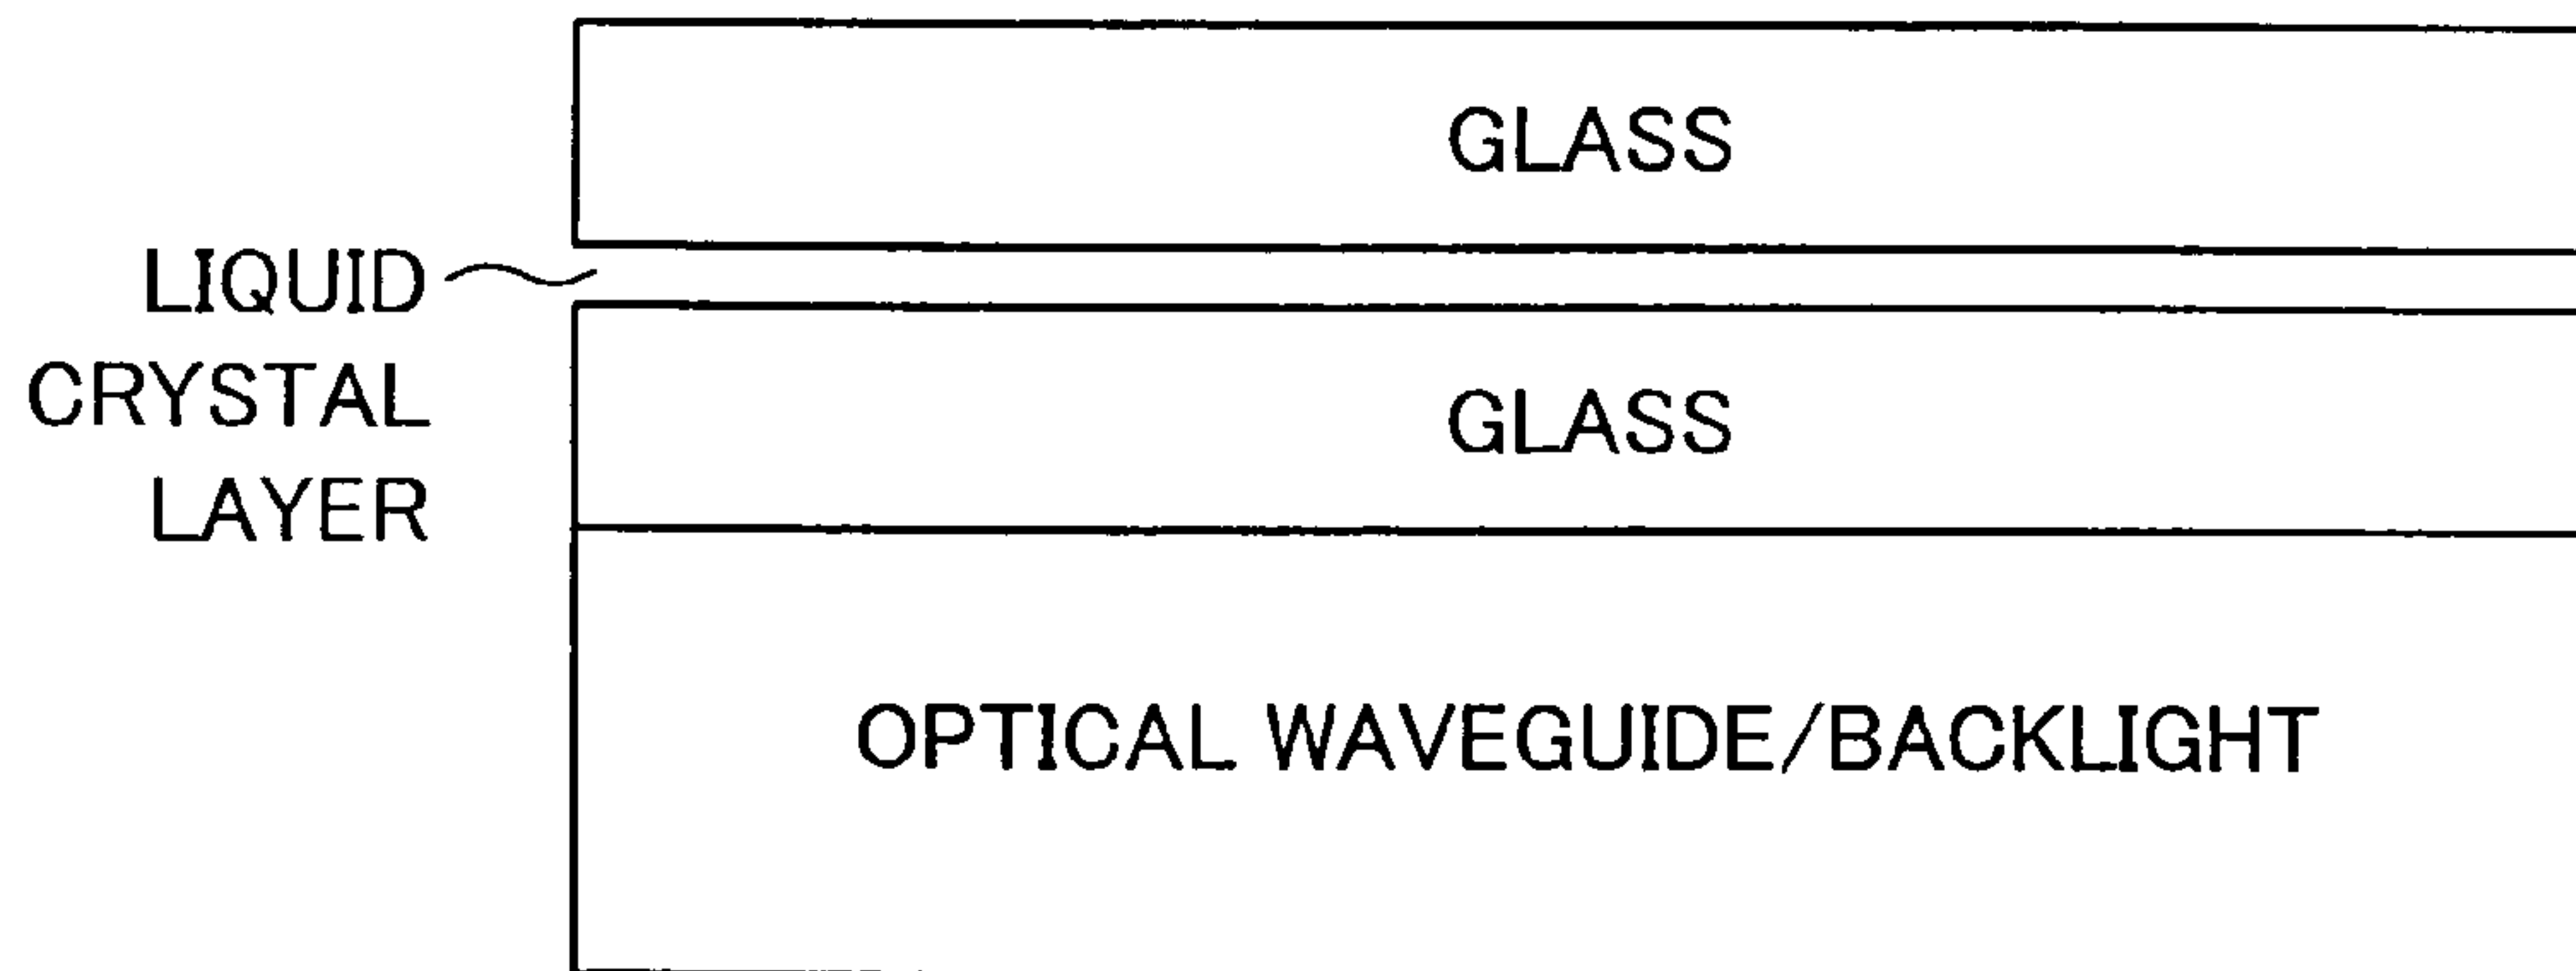 GLASS
LIQUID
CRYSTAL
LAYER
GLASS
OPTICAL WAVEGUIDE/BACKLIGHT